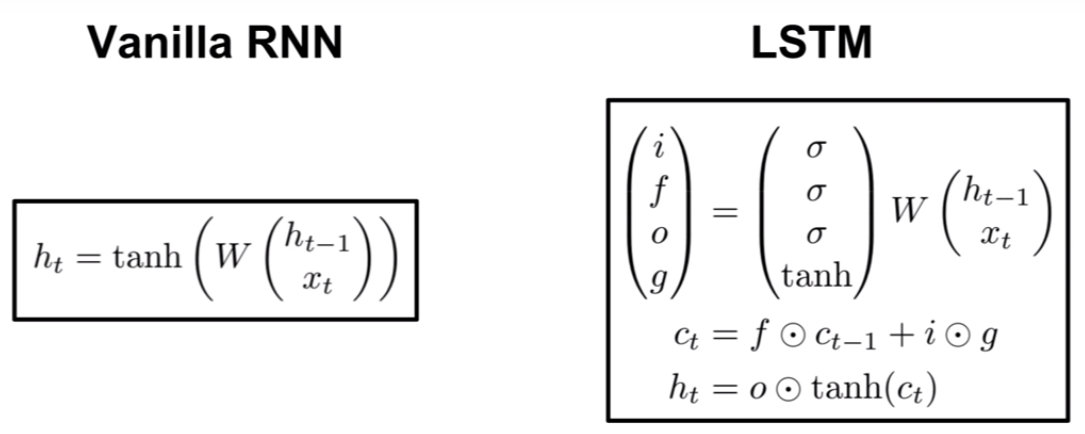 Vanilla RNN
h_t = tanh ( W ( h_{t−1} x_t ) )
LSTM
( i f o g ) = ( σ σ σ tanh ) W ( h_{t−1} x_t )
c_t = f ⊙ c_{t−1} + i ⊙ g
h_t = o ⊙ tanh(c_t)